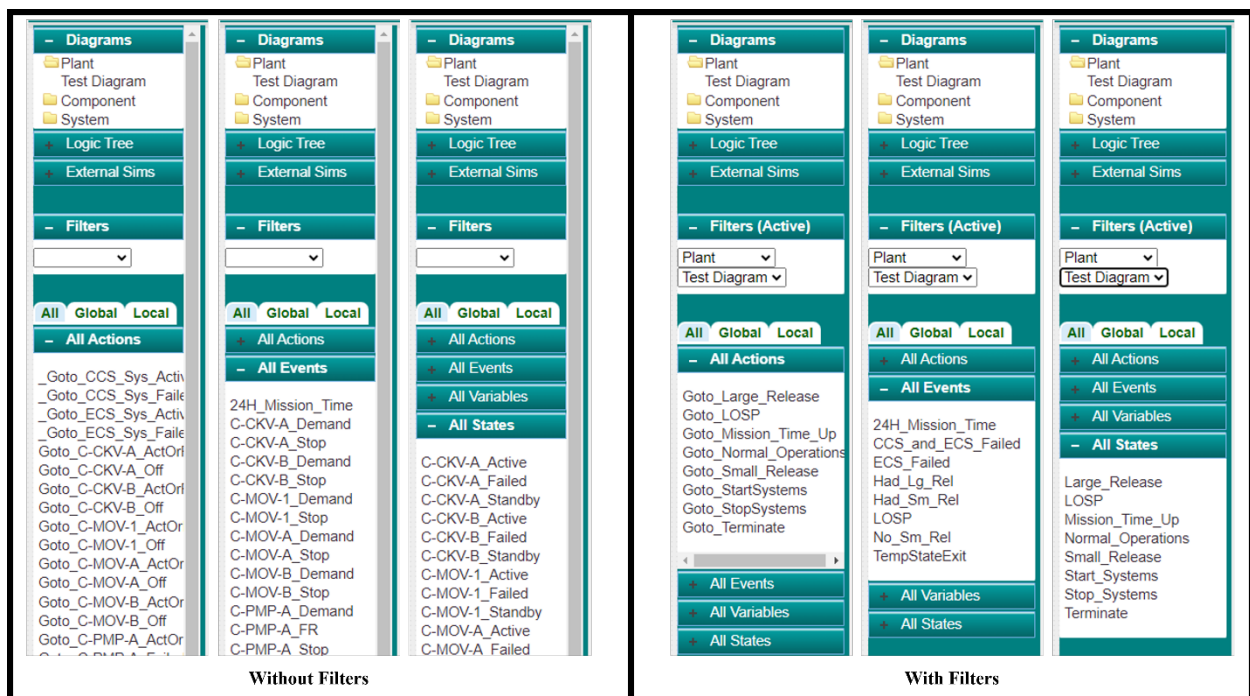 – Diagrams
Plant
Test Diagram
Component
System
+ Logic Tree
+ External Sims
– Filters
All Global Local
– All Actions
_Goto_CCS_Sys_Activ
_Goto_CCS_Sys_Faile
_Goto_ECS_Sys_Activ
_Goto_ECS_Sys_Faile
Goto_C-CKV-A_ActOrF
Goto_C-CKV-A_Off
Goto_C-CKV-B_ActOrF
Goto_C-CKV-B_Off
Goto_C-MOV-1_ActOr
Goto_C-MOV-1_Off
Goto_C-MOV-A_ActOr
Goto_C-MOV-A_Off
Goto_C-MOV-B_ActOr
Goto_C-MOV-B_Off
Goto_C-PMP-A_ActOr
– Diagrams
Plant
Test Diagram
Component
System
+ Logic Tree
+ External Sims
– Filters
All Global Local
+ All Actions
– All Events
24H_Mission_Time
C-CKV-A_Demand
C-CKV-A_Stop
C-CKV-B_Demand
C-CKV-B_Stop
C-MOV-1_Demand
C-MOV-1_Stop
C-MOV-A_Demand
C-MOV-A_Stop
C-MOV-B_Demand
C-MOV-B_Stop
C-PMP-A_Demand
C-PMP-A_FR
C-PMP-A_Stop
– Diagrams
Plant
Test Diagram
Component
System
+ Logic Tree
+ External Sims
– Filters
All Global Local
+ All Actions
+ All Events
+ All Variables
– All States
C-CKV-A_Active
C-CKV-A_Failed
C-CKV-A_Standby
C-CKV-B_Active
C-CKV-B_Failed
C-CKV-B_Standby
C-MOV-1_Active
C-MOV-1_Failed
C-MOV-1_Standby
C-MOV-A_Active
C-MOV-A_Failed
Without Filters
– Diagrams
Plant
Test Diagram
Component
System
+ Logic Tree
+ External Sims
– Filters (Active)
Plant
Test Diagram
All Global Local
– All Actions
Goto_Large_Release
Goto_LOSP
Goto_Mission_Time_Up
Goto_Normal_Operations
Goto_Small_Release
Goto_StartSystems
Goto_StopSystems
Goto_Terminate
+ All Events
+ All Variables
+ All States
– Diagrams
Plant
Test Diagram
Component
System
+ Logic Tree
+ External Sims
– Filters (Active)
Plant
Test Diagram
All Global Local
+ All Actions
– All Events
24H_Mission_Time
CCS_and_ECS_Failed
ECS_Failed
Had_Lg_Rel
Had_Sm_Rel
LOSP
No_Sm_Rel
TempStateExit
+ All Variables
+ All States
– Diagrams
Plant
Test Diagram
Component
System
+ Logic Tree
+ External Sims
– Filters (Active)
Plant
Test Diagram
All Global Local
+ All Actions
+ All Events
+ All Variables
– All States
Large_Release
LOSP
Mission_Time_Up
Normal_Operations
Small_Release
Start_Systems
Stop_Systems
Terminate
With Filters